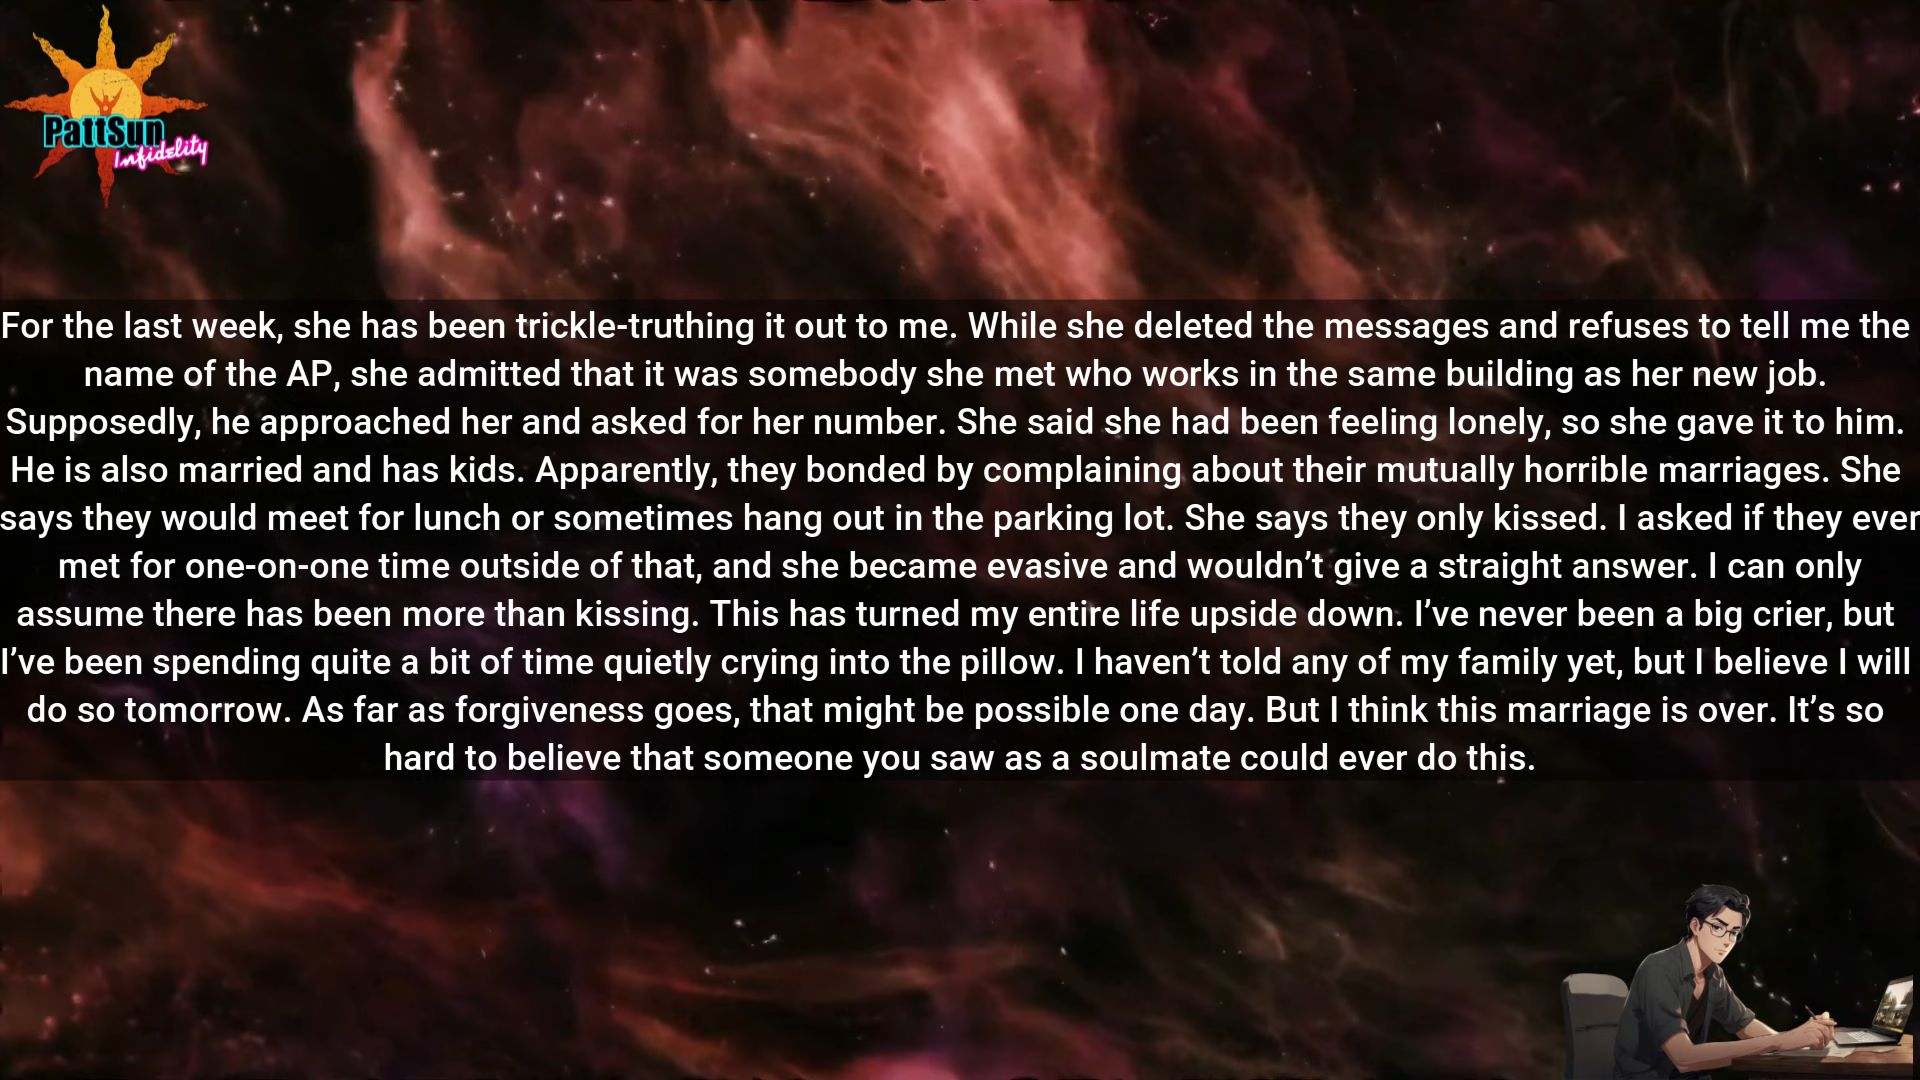 PattSun
Infidelity
For the last week, she has been trickle-truthing it out to me. While she deleted the messages and refuses to tell me the
name of the AP, she admitted that it was somebody she met who works in the same building as her new job.
Supposedly, he approached her and asked for her number. She said she had been feeling lonely, so she gave it to him.
He is also married and has kids. Apparently, they bonded by complaining about their mutually horrible marriages. She
says they would meet for lunch or sometimes hang out in the parking lot. She says they only kissed. I asked if they ever
met for one-on-one time outside of that, and she became evasive and wouldn’t give a straight answer. I can only
assume there has been more than kissing. This has turned my entire life upside down. I’ve never been a big crier, but
I’ve been spending quite a bit of time quietly crying into the pillow. I haven’t told any of my family yet, but I believe I will
do so tomorrow. As far as forgiveness goes, that might be possible one day. But I think this marriage is over. It’s so
hard to believe that someone you saw as a soulmate could ever do this.